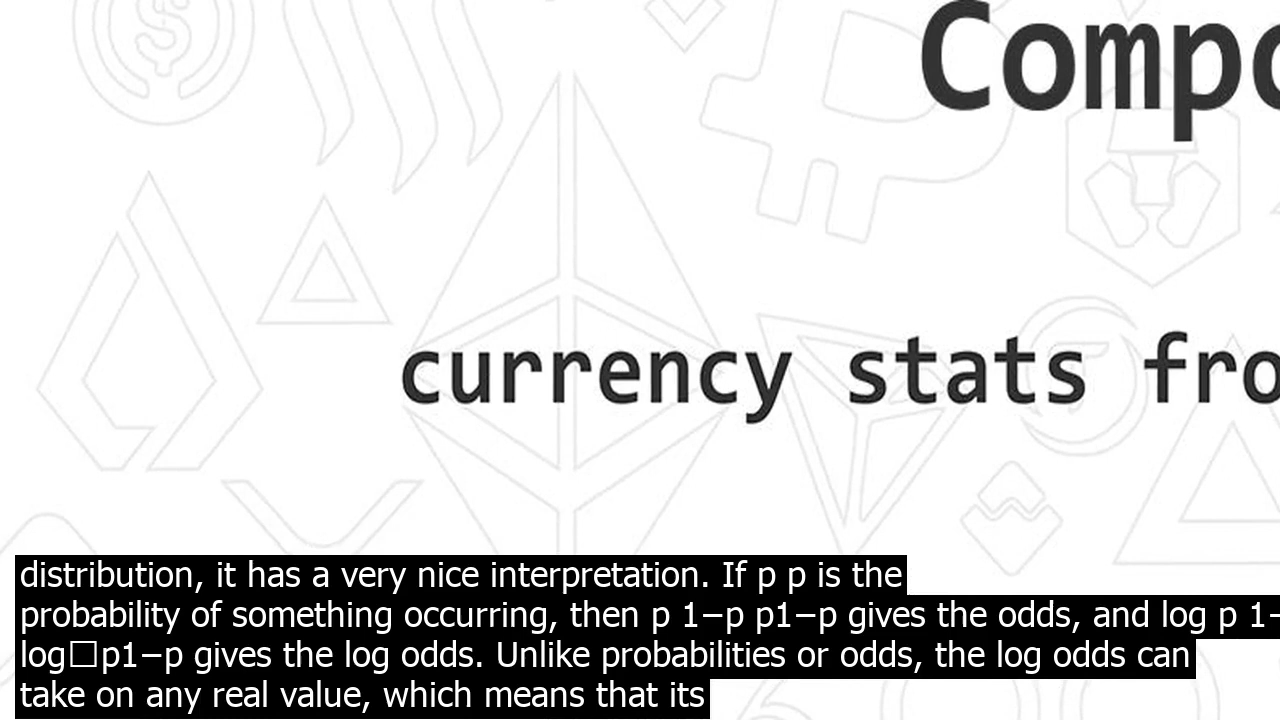 Compo
currency stats fro
distribution, it has a very nice interpretation. If p p is the
probability of something occurring, then p 1−p p1−p gives the odds, and log p 1−
log□p1−p gives the log odds. Unlike probabilities or odds, the log odds can
take on any real value, which means that its